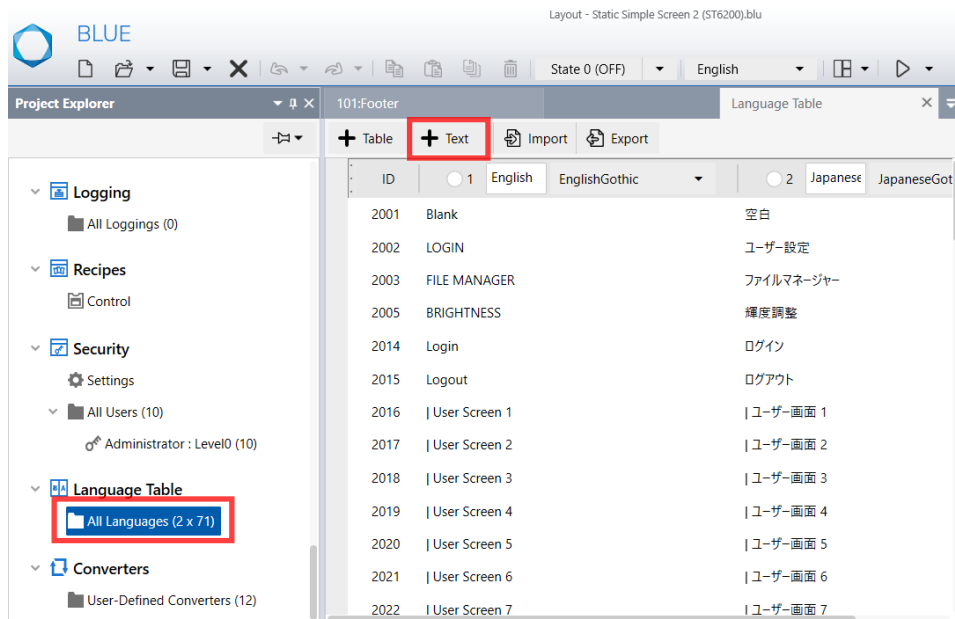 Layout - Static Simple Screen 2 (ST6200).blu
BLUE
State 0 (OFF) English
Project Explorer
101:Footer
Language Table
Table
Text
Import
Export
ID 1 English EnglishGothic 2 Japanese JapaneseGot
Logging
All Loggings (0)
Recipes
Control
Security
Settings
All Users (10)
Administrator : Level0 (10)
Language Table
All Languages (2 x 71)
Converters
User-Defined Converters (12)
2001 Blank 空白
2002 LOGIN ユーザー設定
2003 FILE MANAGER ファイルマネージャー
2005 BRIGHTNESS 輝度調整
2014 Login ログイン
2015 Logout ログアウト
2016 | User Screen 1 | ユーザー画面 1
2017 | User Screen 2 | ユーザー画面 2
2018 | User Screen 3 | ユーザー画面 3
2019 | User Screen 4 | ユーザー画面 4
2020 | User Screen 5 | ユーザー画面 5
2021 | User Screen 6 | ユーザー画面 6
2022 | User Screen 7 | ユーザー画面 7